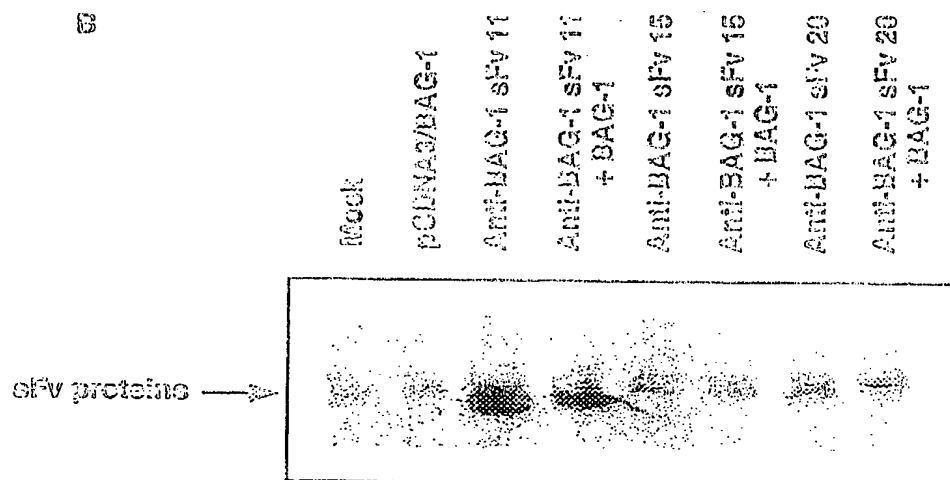 B
Mock
pCDNA3/BAG-1
Anti-BAG-1 sFv 11
Anti-BAG-1 sFv 11
+ BAG-1
Anti-BAG-1 sFv 15
Anti-BAG-1 sFv 15
+ BAG-1
Anti-BAG-1 sFv 20
Anti-BAG-1 sFv 20
+ BAG-1
sFv proteins